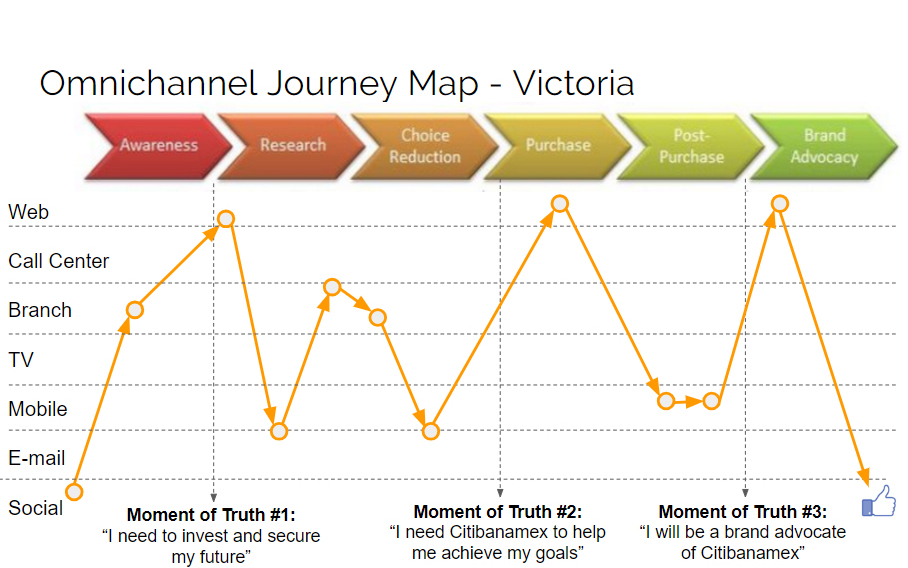 Omnichannel Journey Map - Victoria
Awareness
Research
Choice
Reduction
Purchase
Post-
Purchase
Brand
Advocacy
Web
Call Center
Branch
TV
Mobile
E-mail
Social
Moment of Truth #1:
“I need to invest and secure
my future”
Moment of Truth #2:
“I need Citibanamex to help
me achieve my goals”
Moment of Truth #3:
“I will be a brand advocate
of Citibanamex”